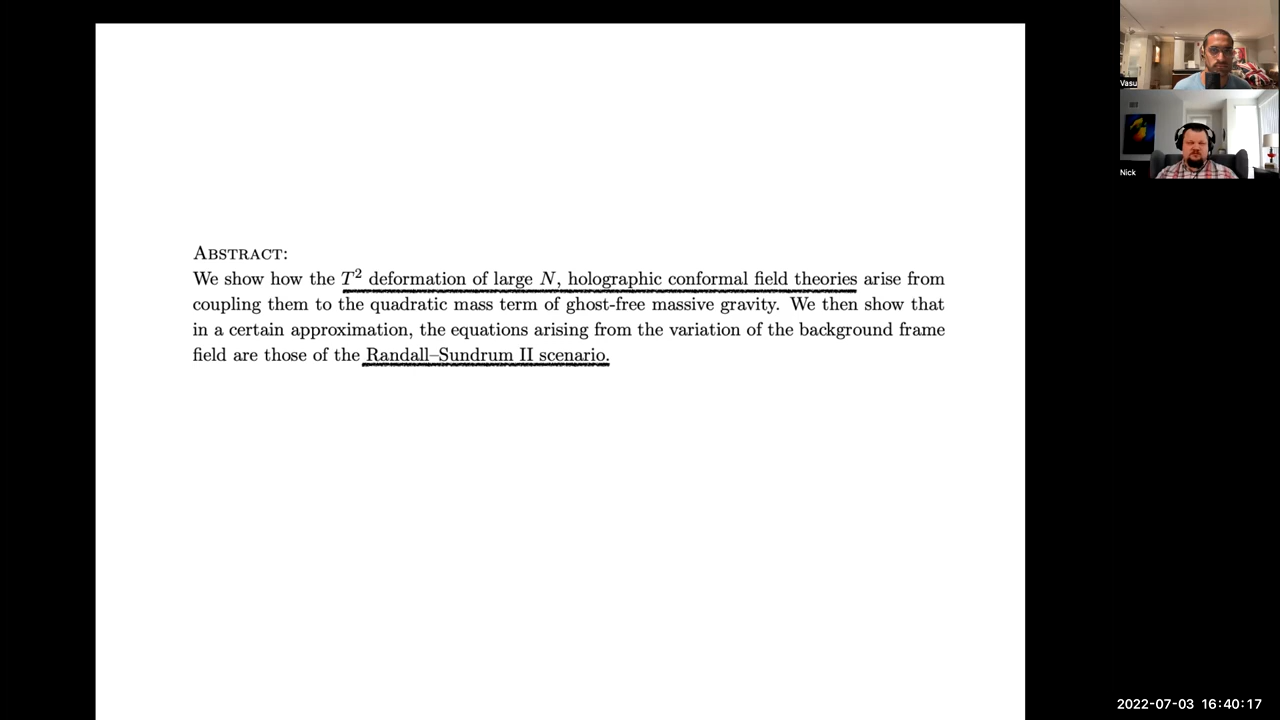 ABSTRACT:
We show how the T² deformation of large N, holographic conformal field theories arise from
coupling them to the quadratic mass term of ghost-free massive gravity. We then show that
in a certain approximation, the equations arising from the variation of the background frame
field are those of the Randall–Sundrum II scenario.
Vasu
Nick
2022-07-03 16:40:17